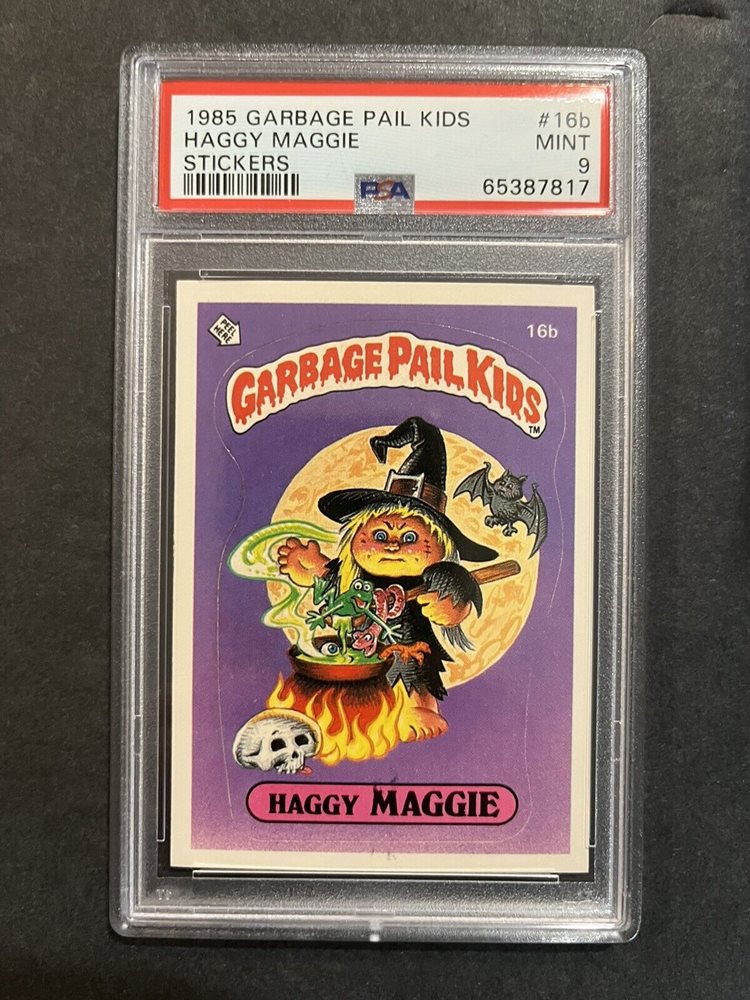 1985 GARBAGE PAIL KIDS #16b
HAGGY MAGGIE MINT
STICKERS 9
PSA 65387817
PEEL
HERE
16b
GARBAGE PAIL KIDS
TM
HAGGY MAGGIE